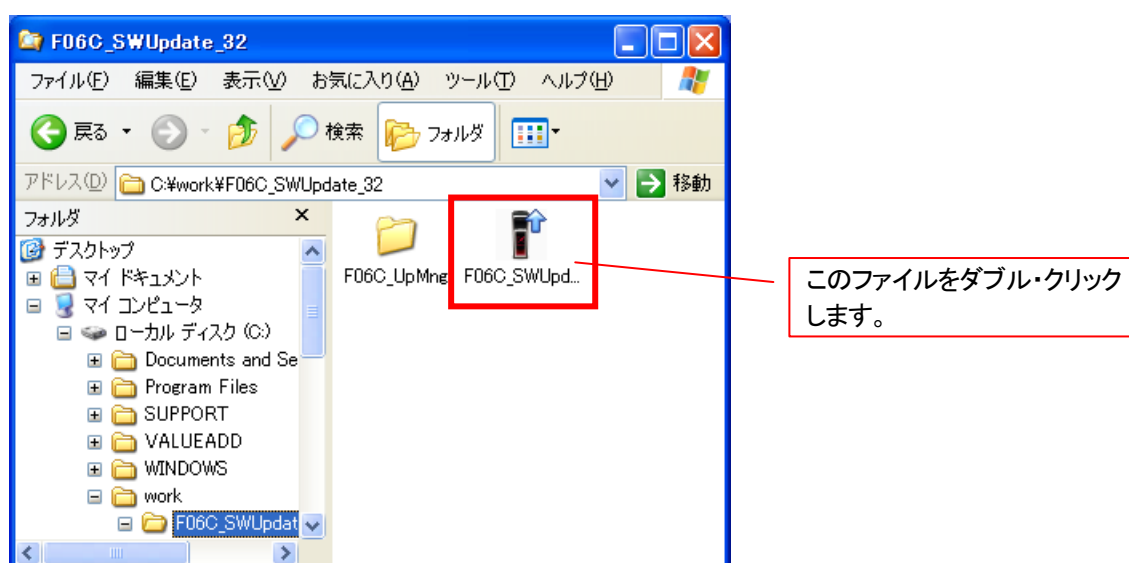 F06C_SWUpdate_32
ファイル(F) 編集(E) 表示(V) お気に入り(A) ツール(T) ヘルプ(H)
戻る 検索 フォルダ
アドレス(D) C:¥work¥F06C_SWUpdate_32 移動
フォルダ ×
デスクトップ
マイ ドキュメント
マイ コンピュータ
ローカル ディスク (C:)
Documents and Se
Program Files
SUPPORT
VALUEADD
WINDOWS
work
F06C_SWUpdat
F06C_UpMng
F06C_SWUpd...
このファイルをダブル・クリック
します。